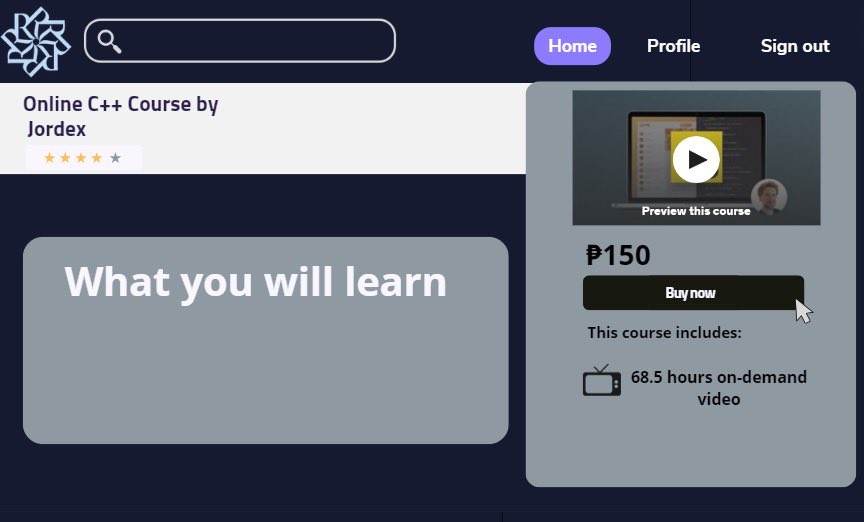 Home
Profile
Sign out
Online C++ Course by
Jordex
Preview this course
₱150
Buy now
This course includes:
68.5 hours on-demand
video
What you will learn